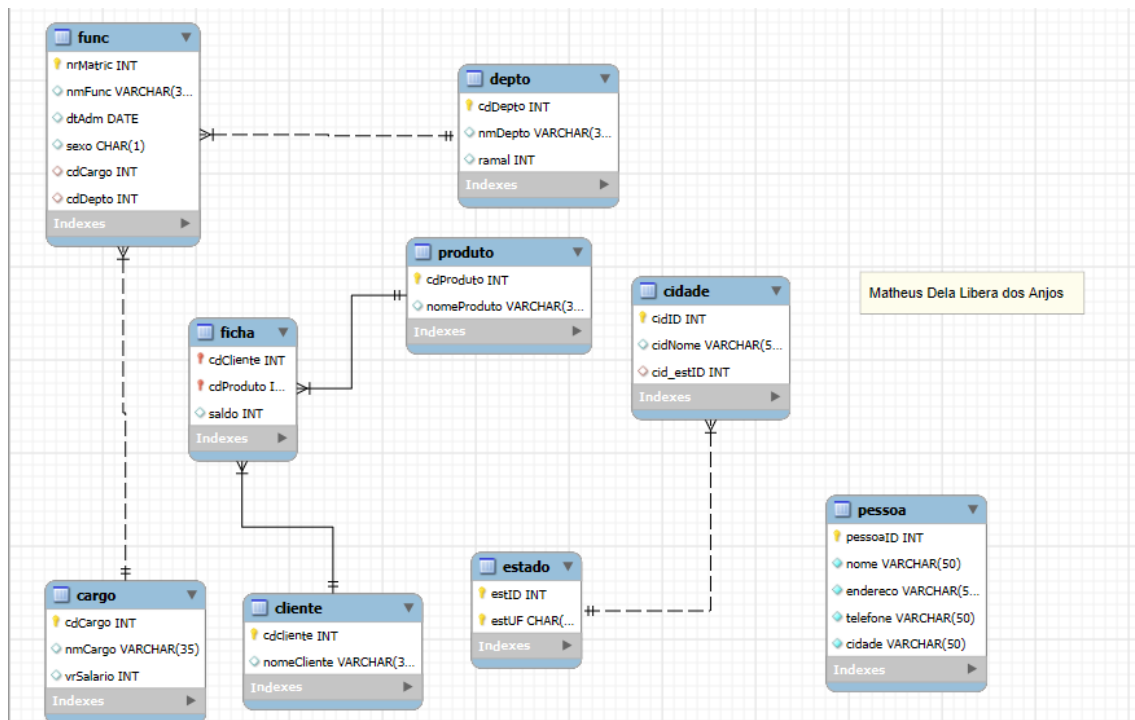 func
nrMatric INT
nmFunc VARCHAR(3...
dtAdm DATE
sexo CHAR(1)
cdCargo INT
cdDepto INT
Indexes
depto
cdDepto INT
nmDepto VARCHAR(3...
ramal INT
Indexes
produto
cdProduto INT
nomeProduto VARCHAR(3...
Indexes
cidade
cidID INT
cidNome VARCHAR(5...
cid_estID INT
Indexes
Matheus Dela Libera dos Anjos
ficha
cdCliente INT
cdProduto I...
saldo INT
Indexes
pessoa
pessoaID INT
nome VARCHAR(50)
endereco VARCHAR(5...
telefone VARCHAR(50)
cidade VARCHAR(50)
Indexes
estado
estID INT
estUF CHAR(...
Indexes
cargo
cdCargo INT
nmCargo VARCHAR(35)
vrSalario INT
Indexes
cliente
cdcliente INT
nomeCliente VARCHAR(3...
Indexes